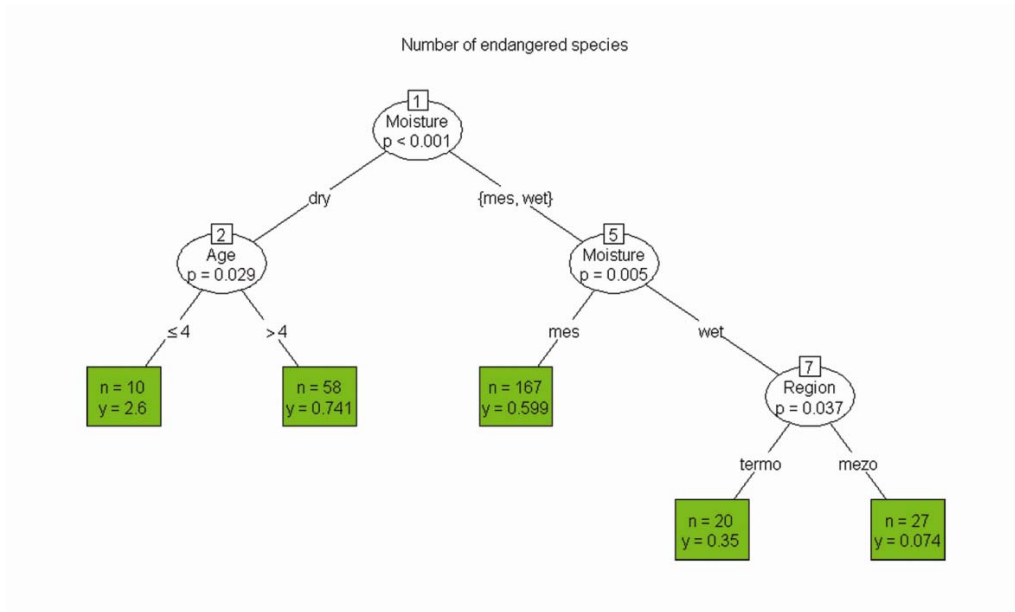 Number of endangered species
1
Moisture
p < 0.001
dry
{mes, wet}
2
Age
p = 0.029
5
Moisture
p = 0.005
≤ 4
> 4
mes
wet
n = 10
y = 2.6
n = 58
y = 0.741
n = 167
y = 0.599
7
Region
p = 0.037
termo
mezo
n = 20
y = 0.35
n = 27
y = 0.074